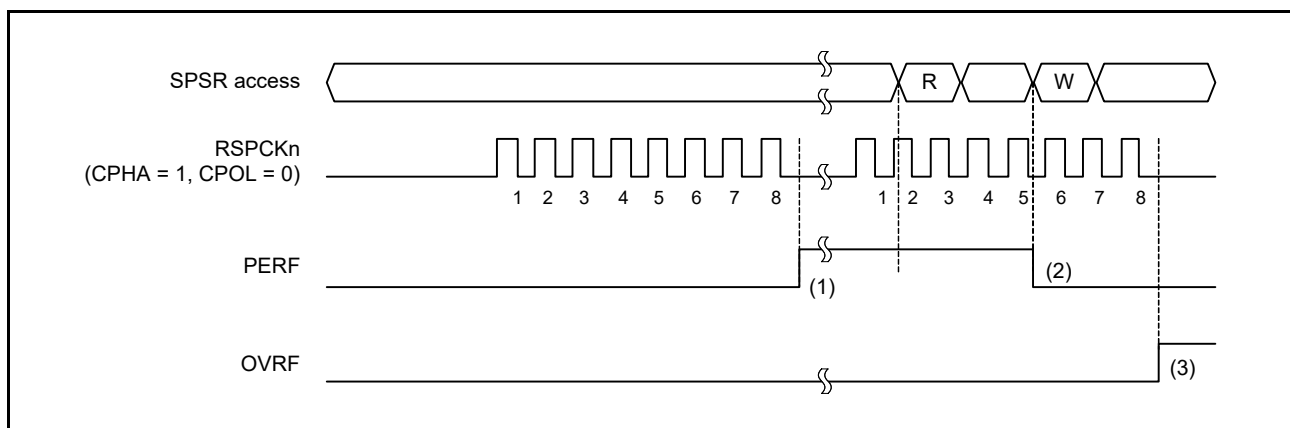 SPSR access
R
W
RSPCKn
(CPHA = 1, CPOL = 0)
1 2 3 4 5 6 7 8 1 2 3 4 5 6 7 8
PERF
(1)
(2)
OVRF
(3)